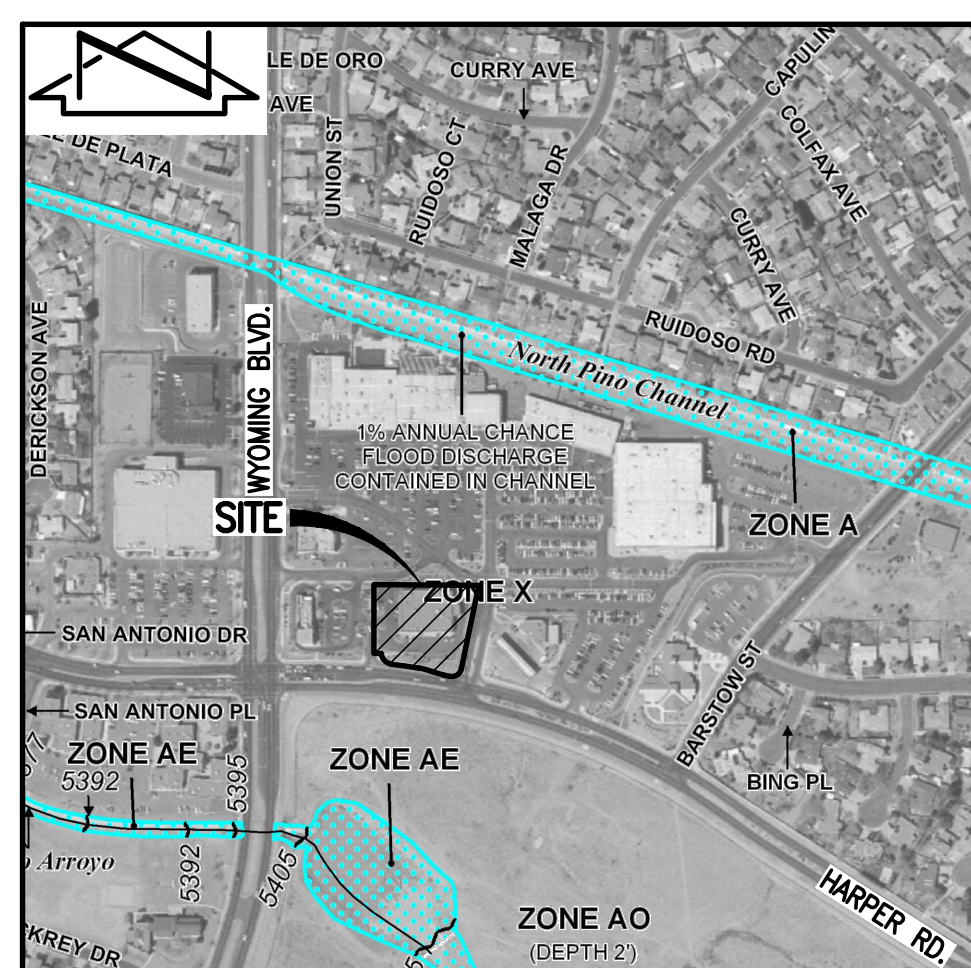 LE DE ORO
CURRY AVE
CAPULIN
AVE
DE PLATA
UNION ST
RUIDOSO CT
MALAGA DR
COLFAX AVE
CURRY AVE
DERICKSON AVE
WYOMING BLVD.
RUIDOSO RD
North Pino Channel
1% ANNUAL CHANCE
FLOOD DISCHARGE
CONTAINED IN CHANNEL
SITE
ZONE A
ZONE X
SAN ANTONIO DR
BARSTOW ST
SAN ANTONIO PL
ZONE AE
ZONE AE
5392
5395
BING PL
Arroyo
5392
5405
HARPER RD.
ZONE AO
(DEPTH 2')
KREY DR